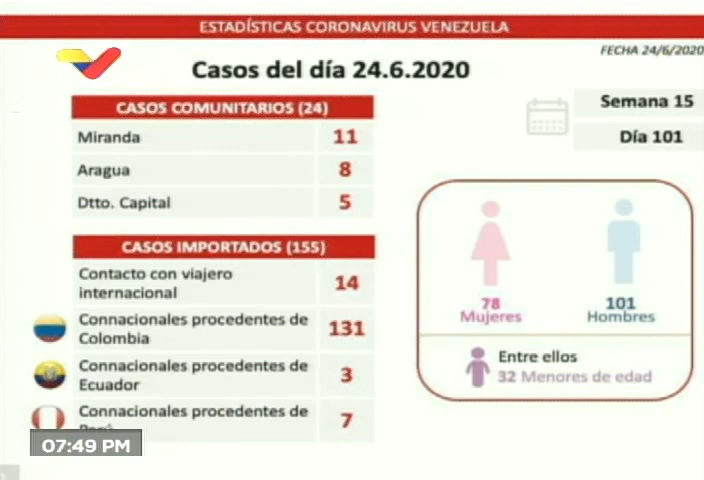 ESTADÍSTICAS CORONAVIRUS VENEZUELA
FECHA 24/6/2020
Casos del día 24.6.2020
CASOS COMUNITARIOS (24)
Miranda 11
Aragua 8
Dtto. Capital 5
Semana 15
Día 101
CASOS IMPORTADOS (155)
Contacto con viajero
internacional
14
Connacionales procedentes de
Colombia
131
Connacionales procedentes de
Ecuador
3
Connacionales procedentes de
7
78
Mujeres
101
Hombres
Entre ellos
32 Menores de edad
07:49 PM